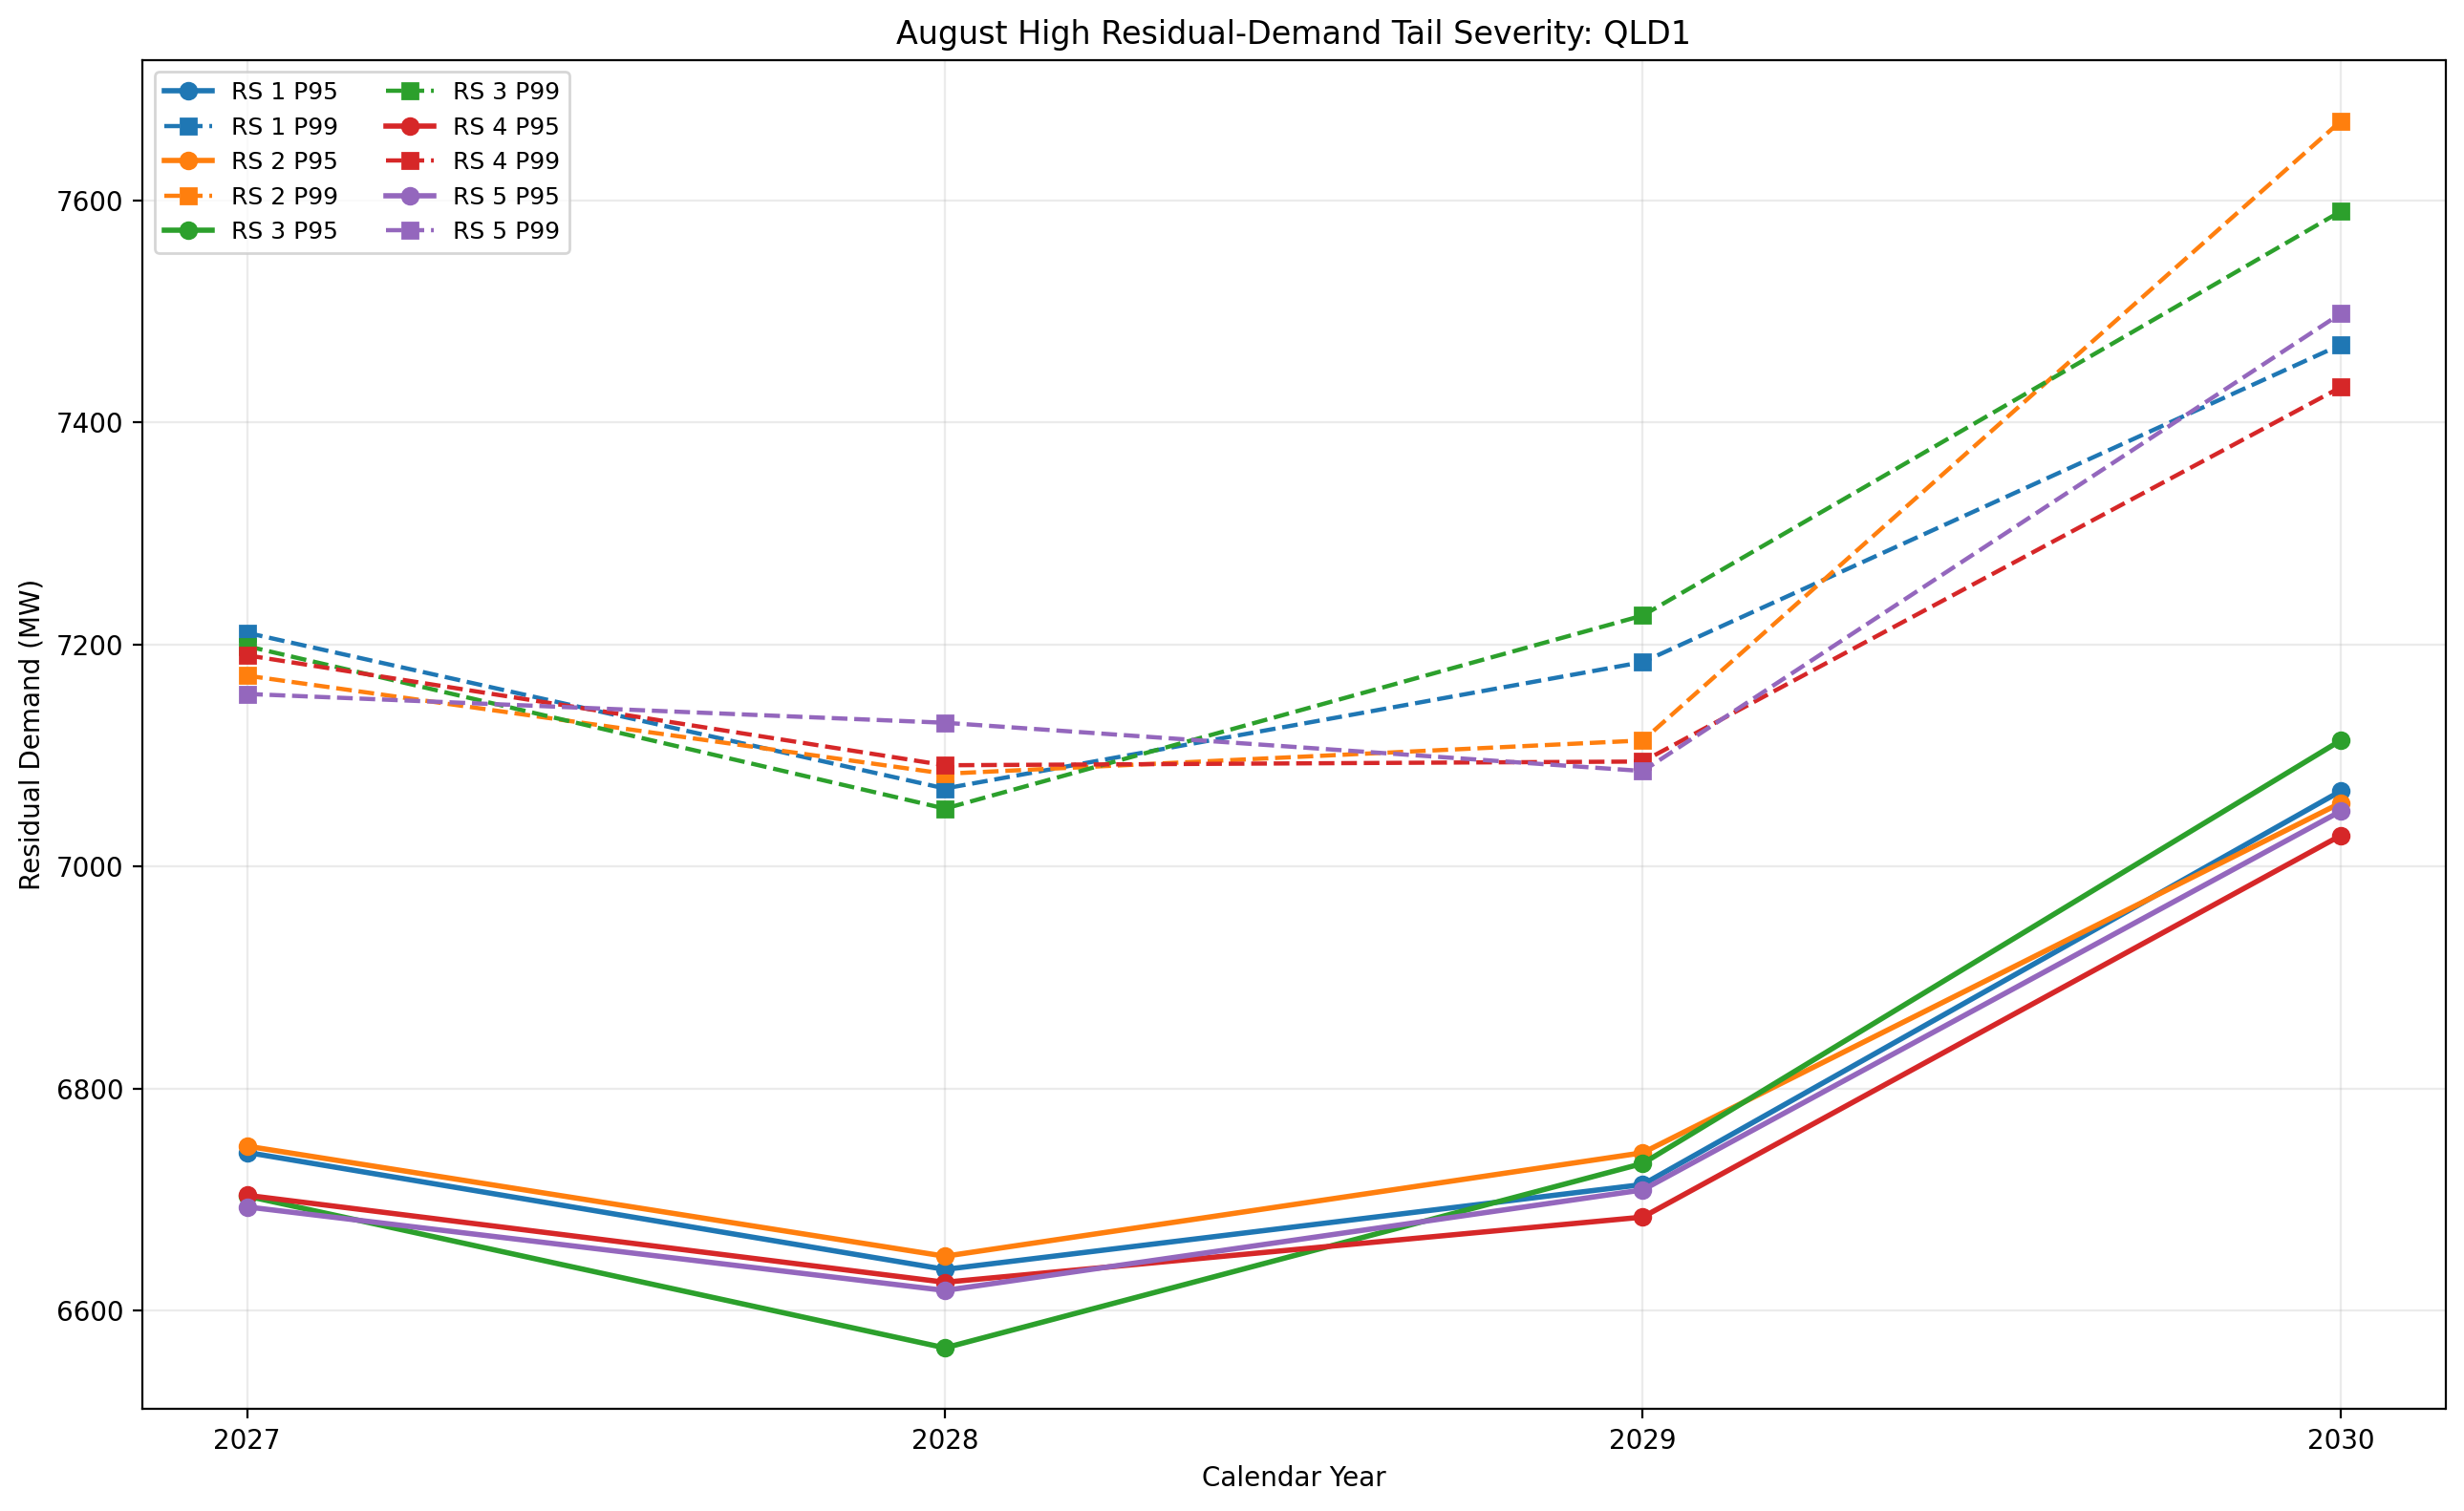 August High Residual-Demand Tail Severity: QLD1
RS 1 P95
RS 1 P99
RS 2 P95
RS 2 P99
RS 3 P95
RS 3 P99
RS 4 P95
RS 4 P99
RS 5 P95
RS 5 P99
Residual Demand (MW)
7600
7400
7200
7000
6800
6600
2027
2028
2029
2030
Calendar Year